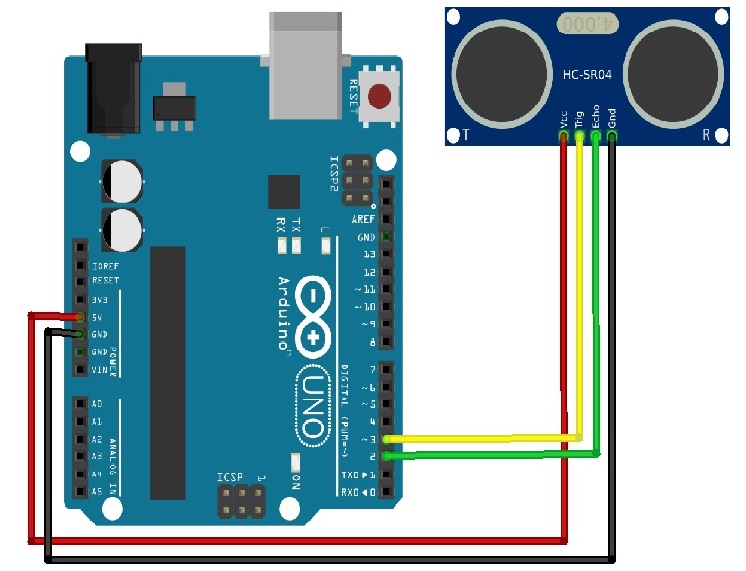 4.000
HC-SR04
Vcc
Trig
Echo
Gnd
T
R
RESET
ICSP2
AREF
GND
13
12
~11
~10
~9
8
7
~6
~5
4
~3
2
TX0▶1
RX0◀0
RX
TX
L
Arduino™
UNO
DIGITAL (PWM=~)
IOREF
RESET
3V3
5V
GND
GND
VIN
POWER
A0
A1
A2
A3
A4
A5
ANALOG IN
ICSP
1
ON